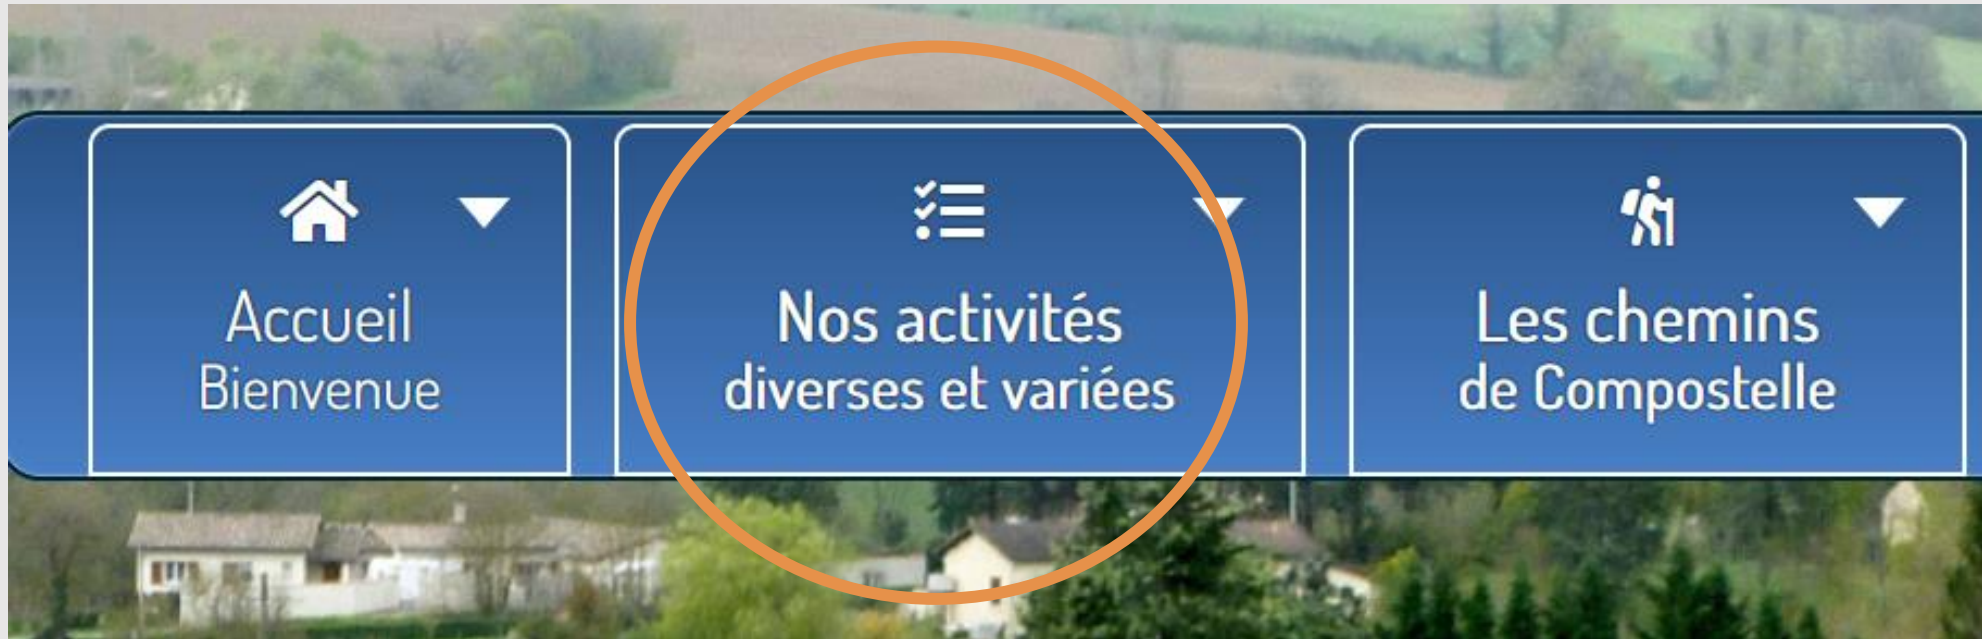 Accueil
Bienvenue
Nos activités
diverses et variées
Les chemins
de Compostelle